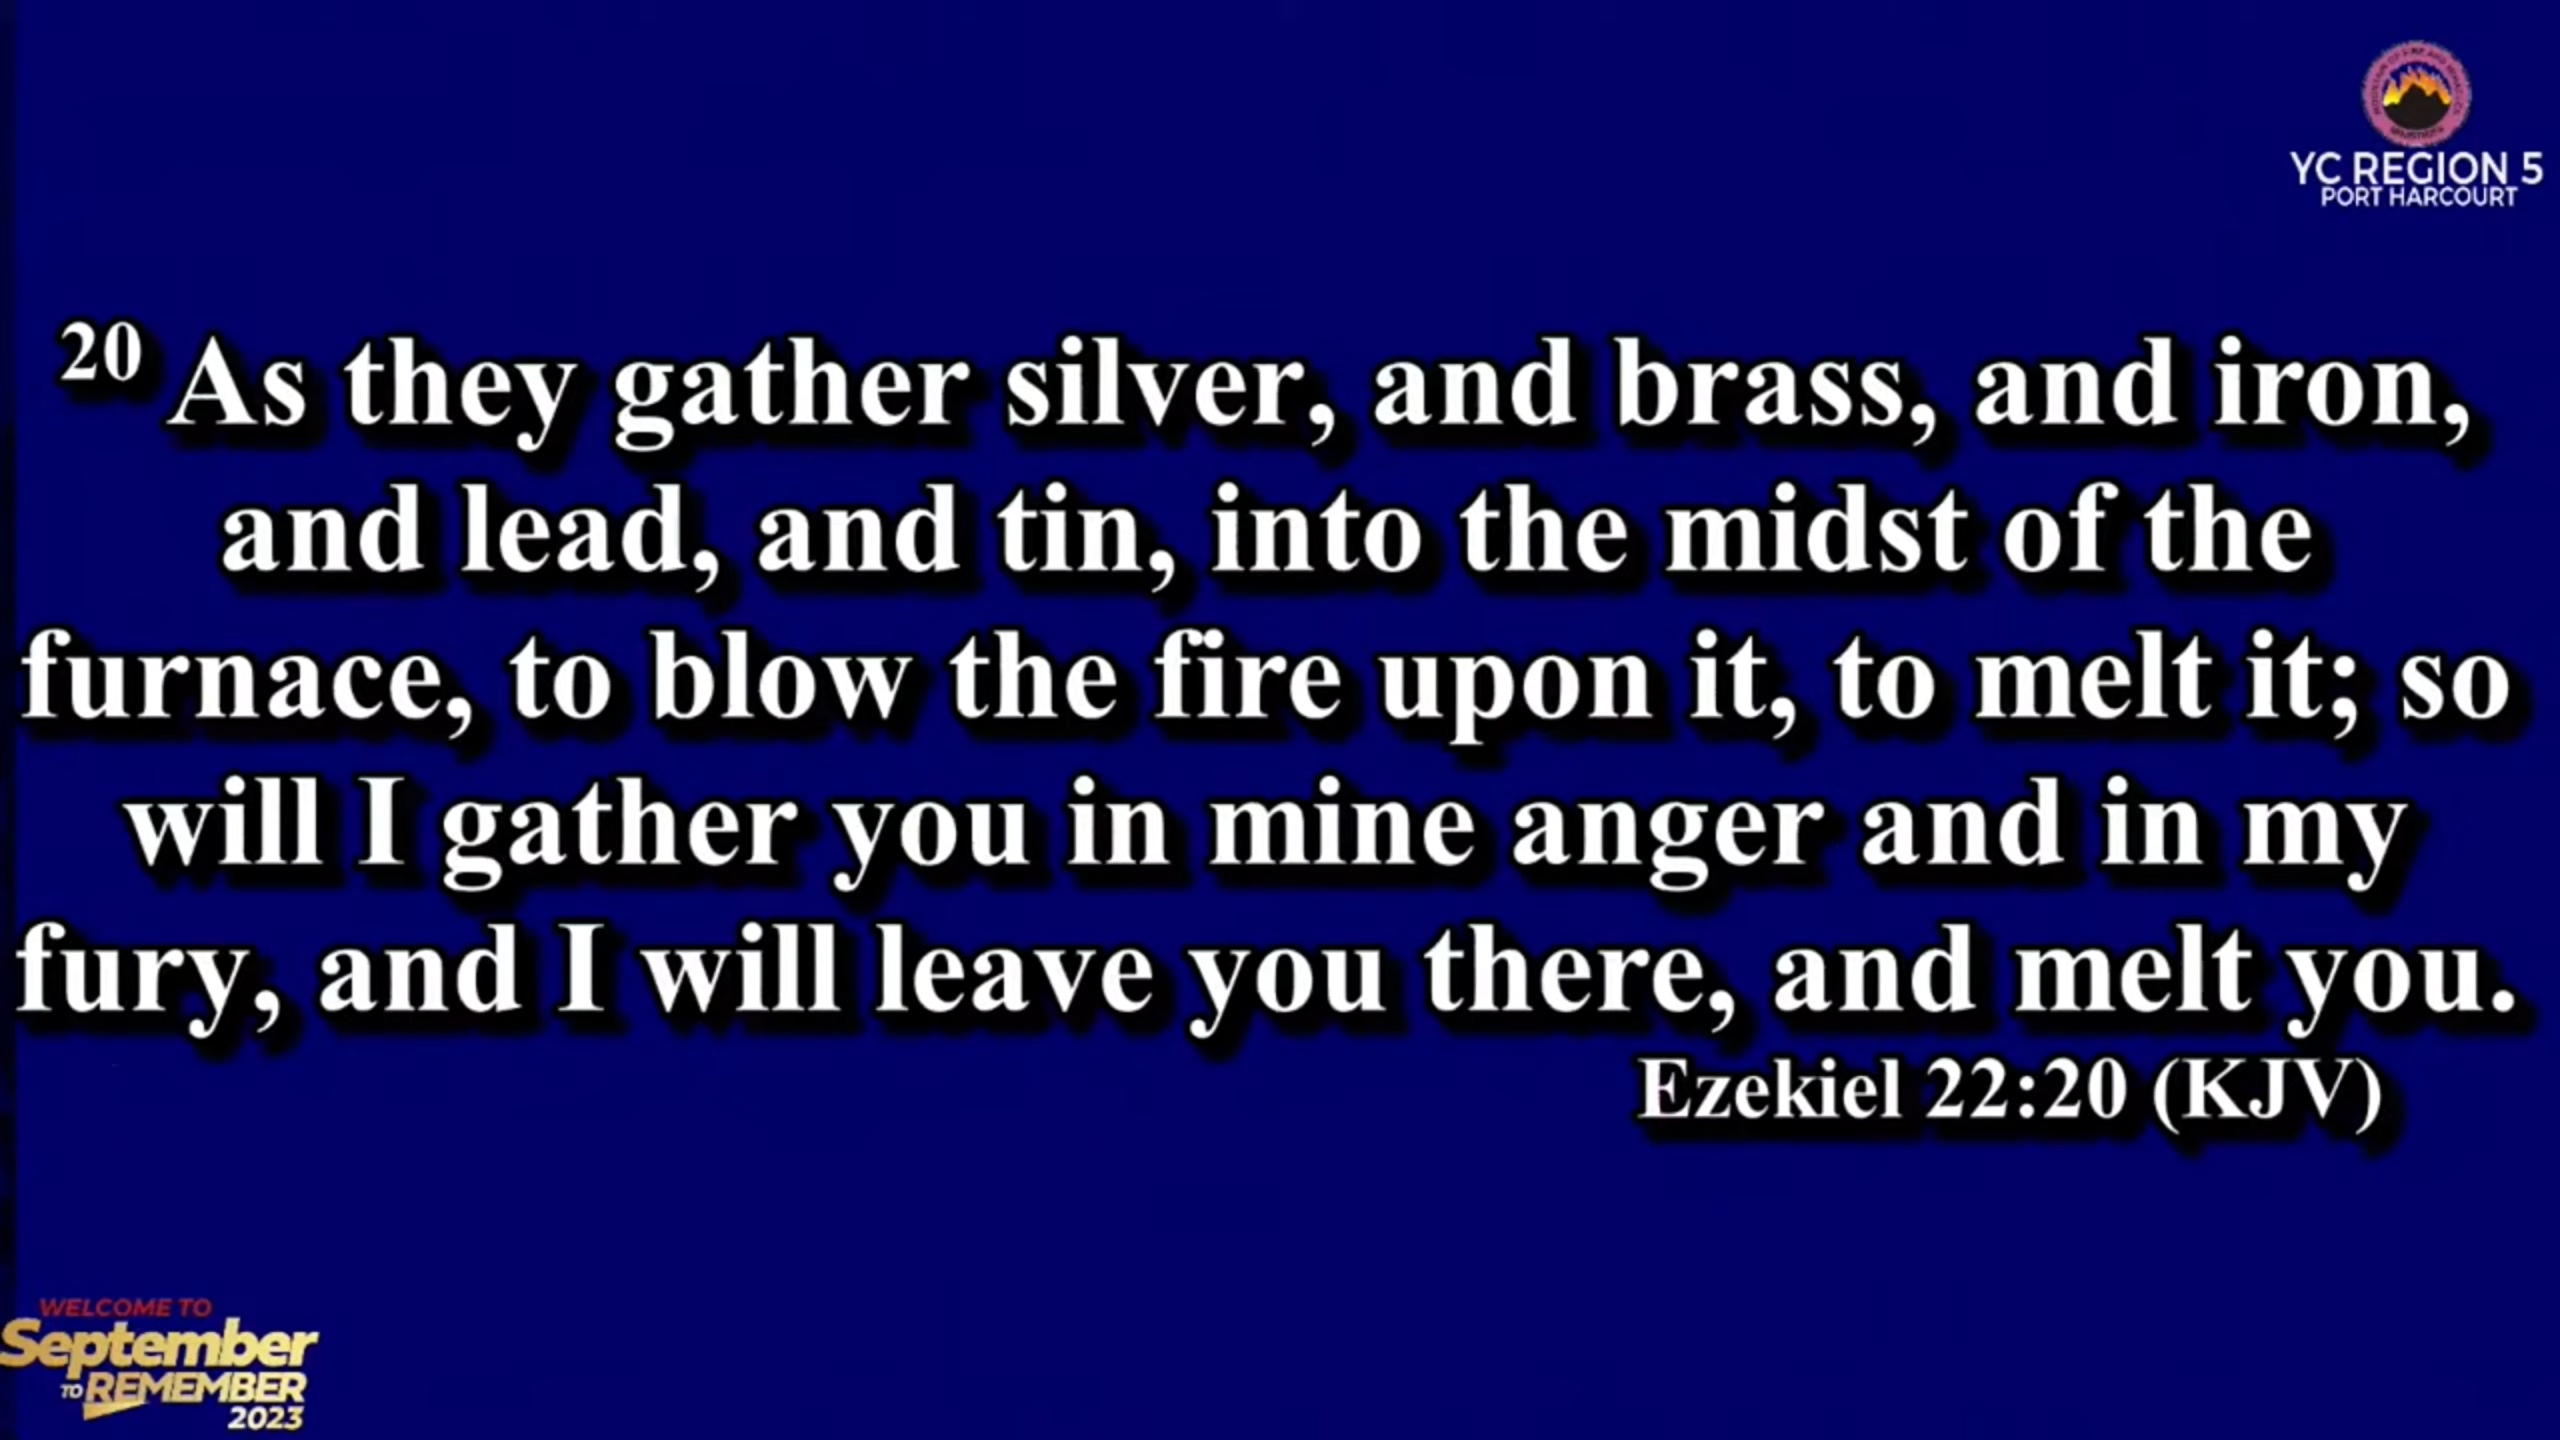 YC REGION 5
PORT HARCOURT
20 As they gather silver, and brass, and iron,
and lead, and tin, into the midst of the
furnace, to blow the fire upon it, to melt it; so
will I gather you in mine anger and in my
fury, and I will leave you there, and melt you.
Ezekiel 22:20 (KJV)
WELCOME TO
September
TO REMEMBER
2023